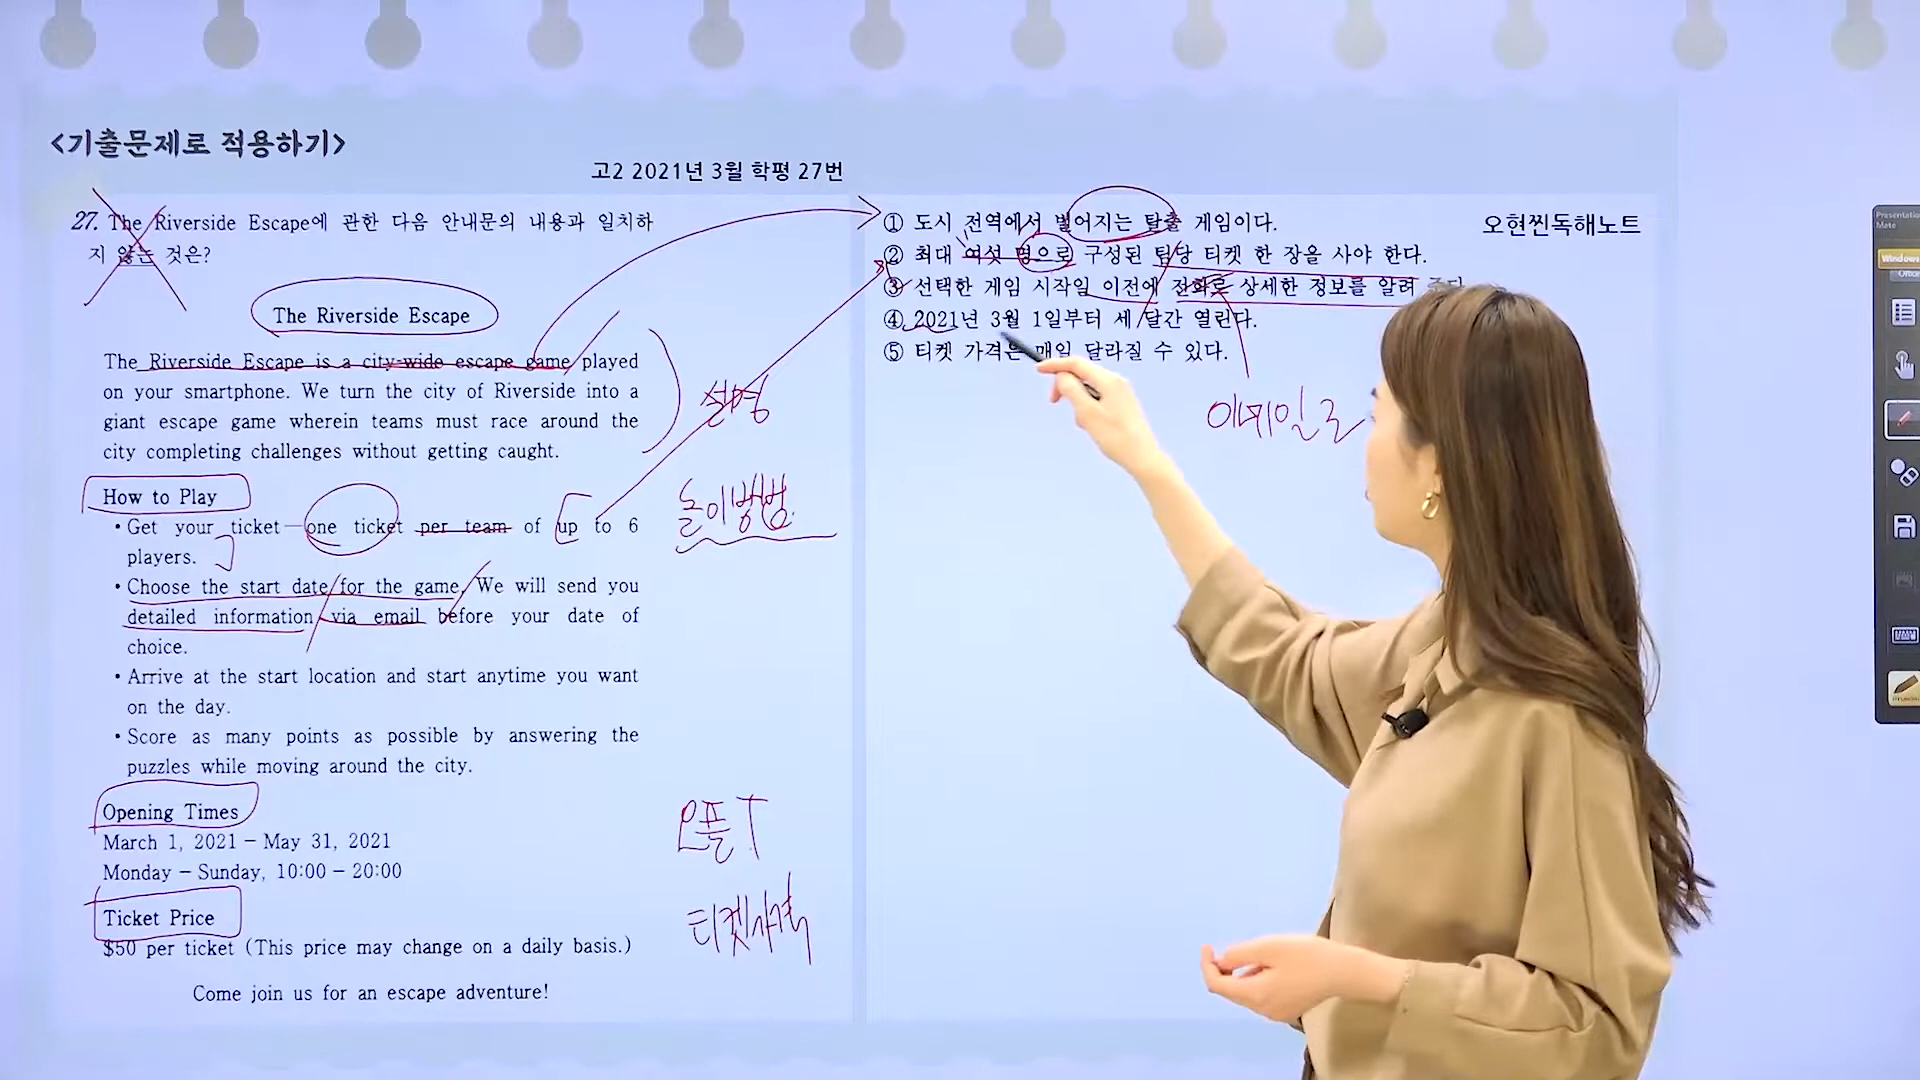 <기출문제로 적용하기>
고2 2021년 3월 학평 27번
27. The Riverside Escape에 관한 다음 안내문의 내용과 일치하
지 않는 것은?
The Riverside Escape
The Riverside Escape is a city-wide escape game played
on your smartphone. We turn the city of Riverside into a
giant escape game wherein teams must race around the
city completing challenges without getting caught.
설명
How to Play
놀이방법
• Get your ticket — one ticket per team of up to 6
players.
• Choose the start date for the game. We will send you
detailed information via email before your date of
choice.
• Arrive at the start location and start anytime you want
on the day.
• Score as many points as possible by answering the
puzzles while moving around the city.
Opening Times
오픈T
March 1, 2021 – May 31, 2021
Monday – Sunday, 10:00 – 20:00
Ticket Price
티켓가격
$50 per ticket (This price may change on a daily basis.)
Come join us for an escape adventure!
① 도시 전역에서 벌어지는 탈출 게임이다.
② 최대 여섯 명으로 구성된 팀당 티켓 한 장을 사야 한다.
③ 선택한 게임 시작일 이전에 전화로 상세한 정보를 알려 준다.
④ 2021년 3월 1일부터 세 달간 열린다.
⑤ 티켓 가격은 매일 달라질 수 있다.
이메일로
오현찐독해노트
Presentation
Mate
Windows